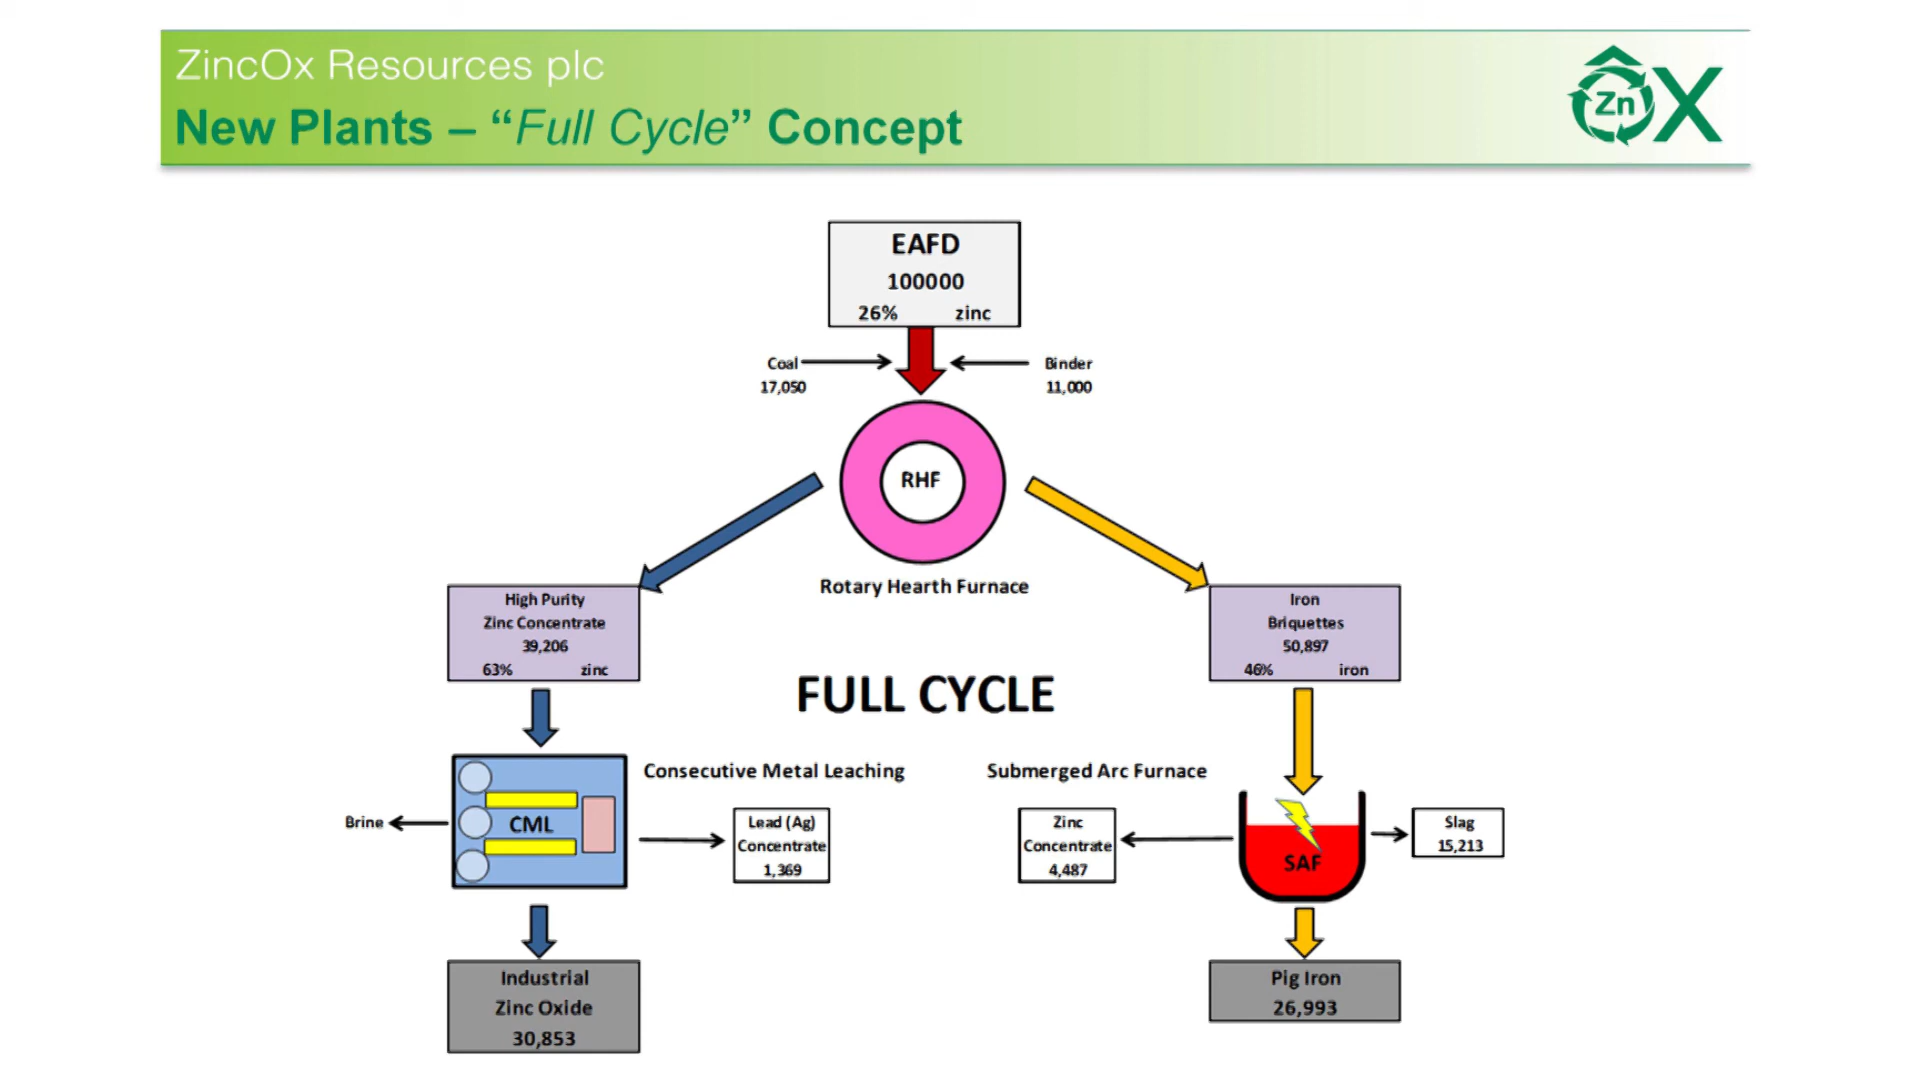 ZincOx Resources plc
New Plants – “Full Cycle” Concept
Zn X
EAFD
100000
26% zinc
Coal
17,050
Binder
11,000
RHF
Rotary Hearth Furnace
High Purity
Zinc Concentrate
39,206
63% zinc
Iron
Briquettes
50,897
46% iron
FULL CYCLE
Consecutive Metal Leaching
Submerged Arc Furnace
Brine
CML
Lead (Ag)
Concentrate
1,369
Zinc
Concentrate
4,487
SAF
Slag
15,213
Industrial
Zinc Oxide
30,853
Pig Iron
26,993